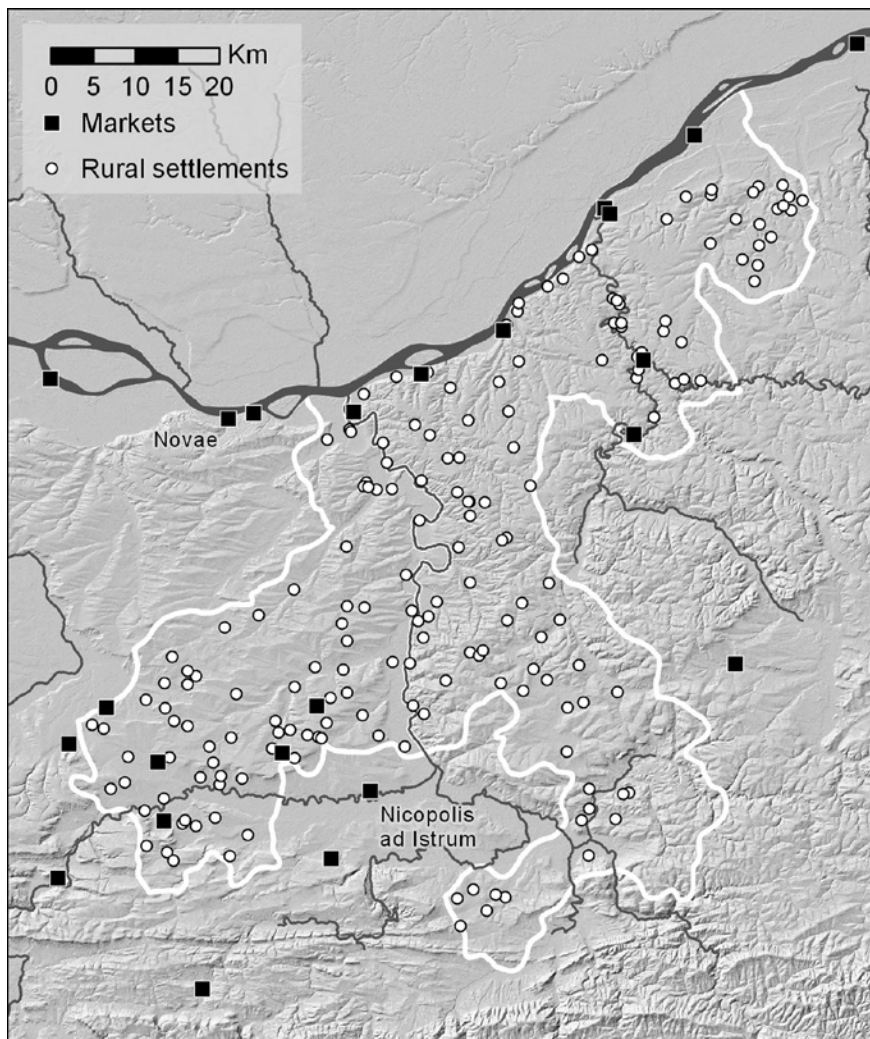 Km
0 5 10 15 20
Markets
Rural settlements
Novae
Nicopolis
ad Istrum